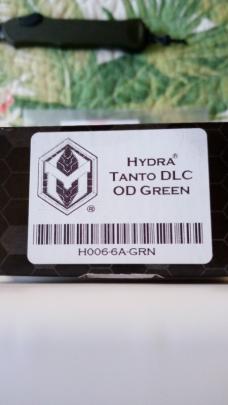 HYDRA®
TANTO DLC
OD GREEN
®
H006-6A-GRN